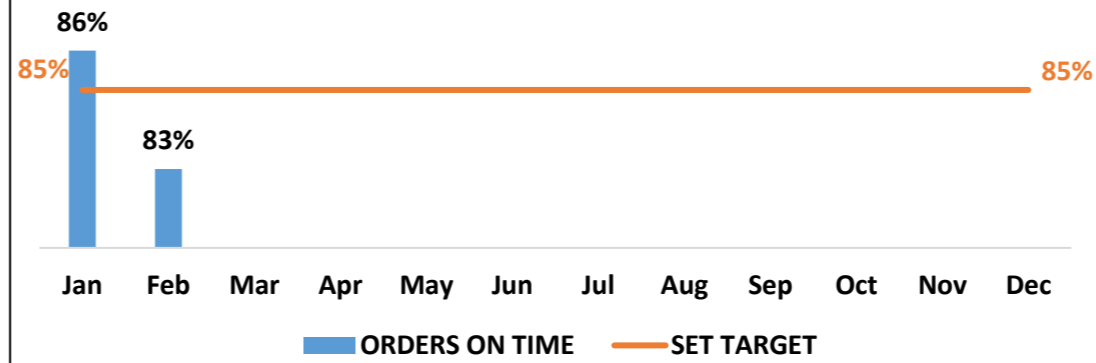 86%
85%
85%
83%
Jan Feb Mar Apr May Jun Jul Aug Sep Oct Nov Dec
ORDERS ON TIME SET TARGET